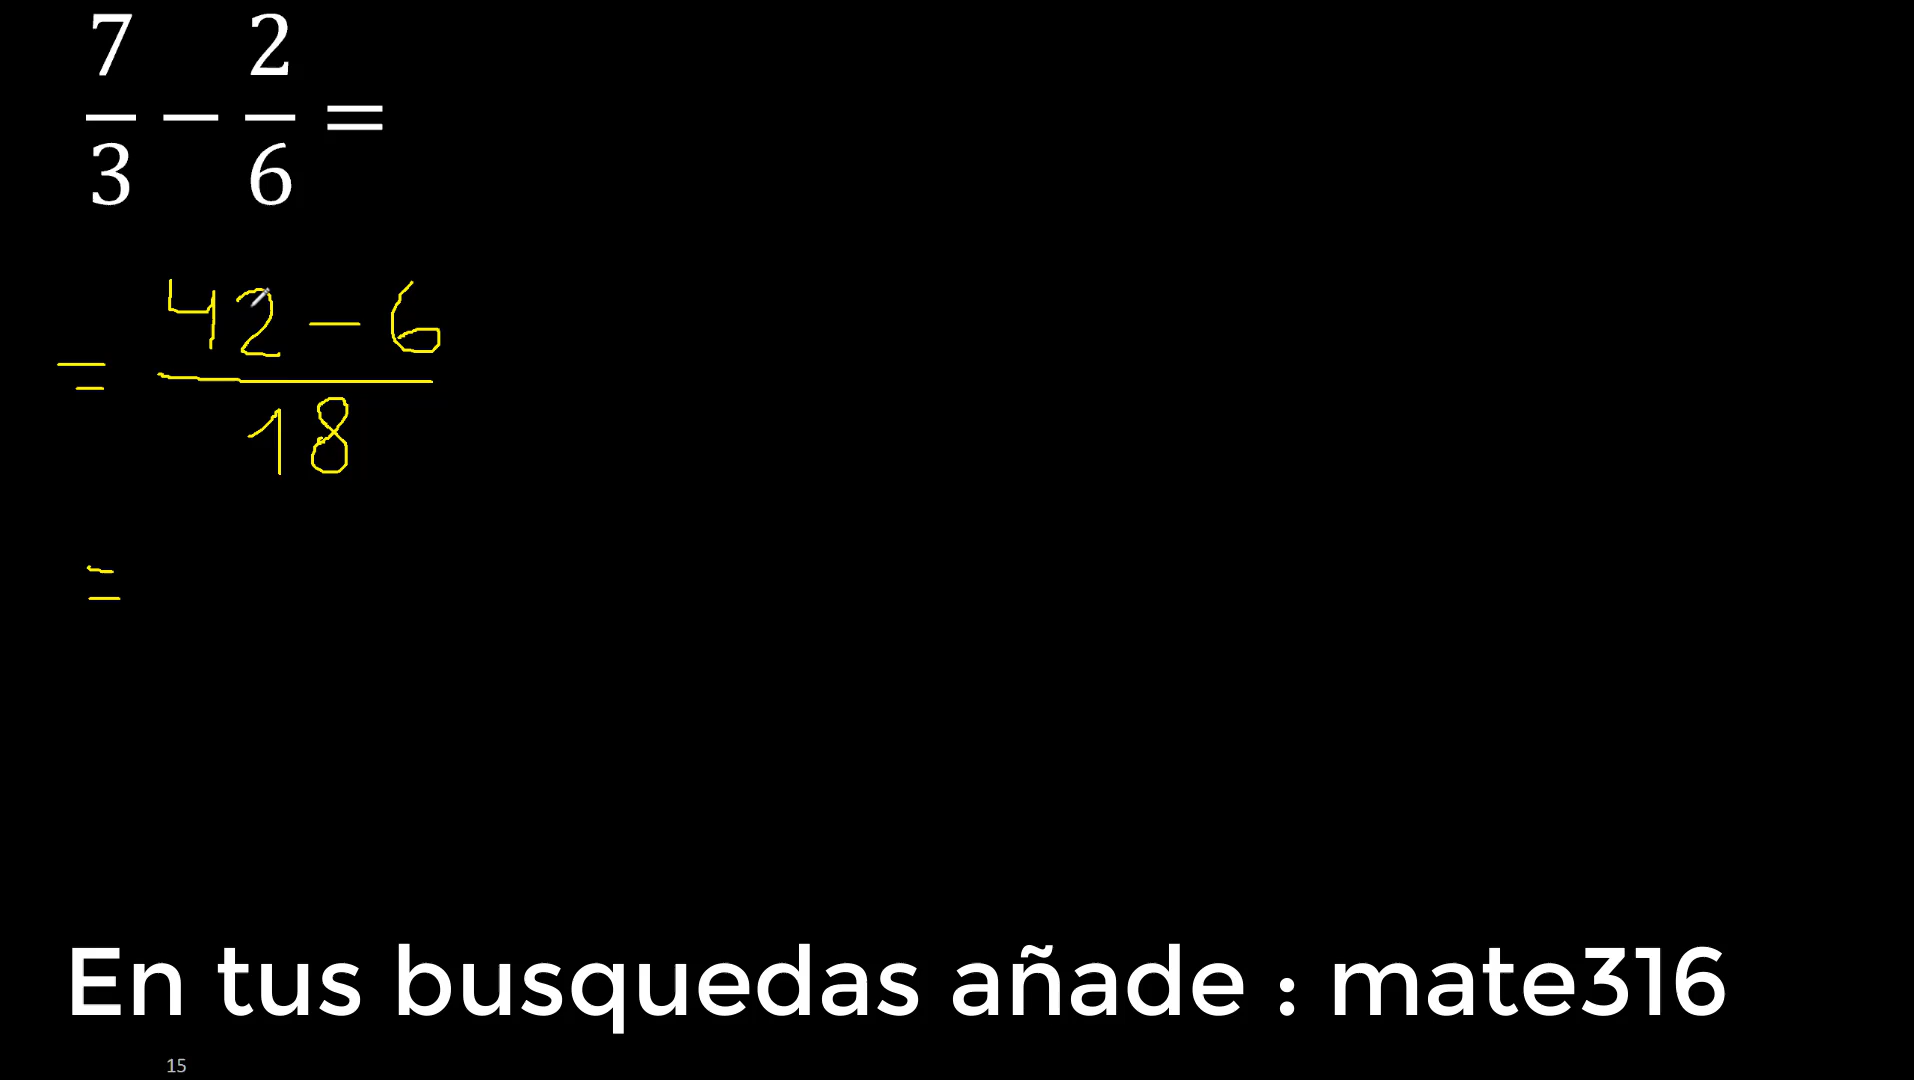 7/3 − 2/6 =
= 42 − 6 / 18
=
En tus busquedas añade : mate316
15